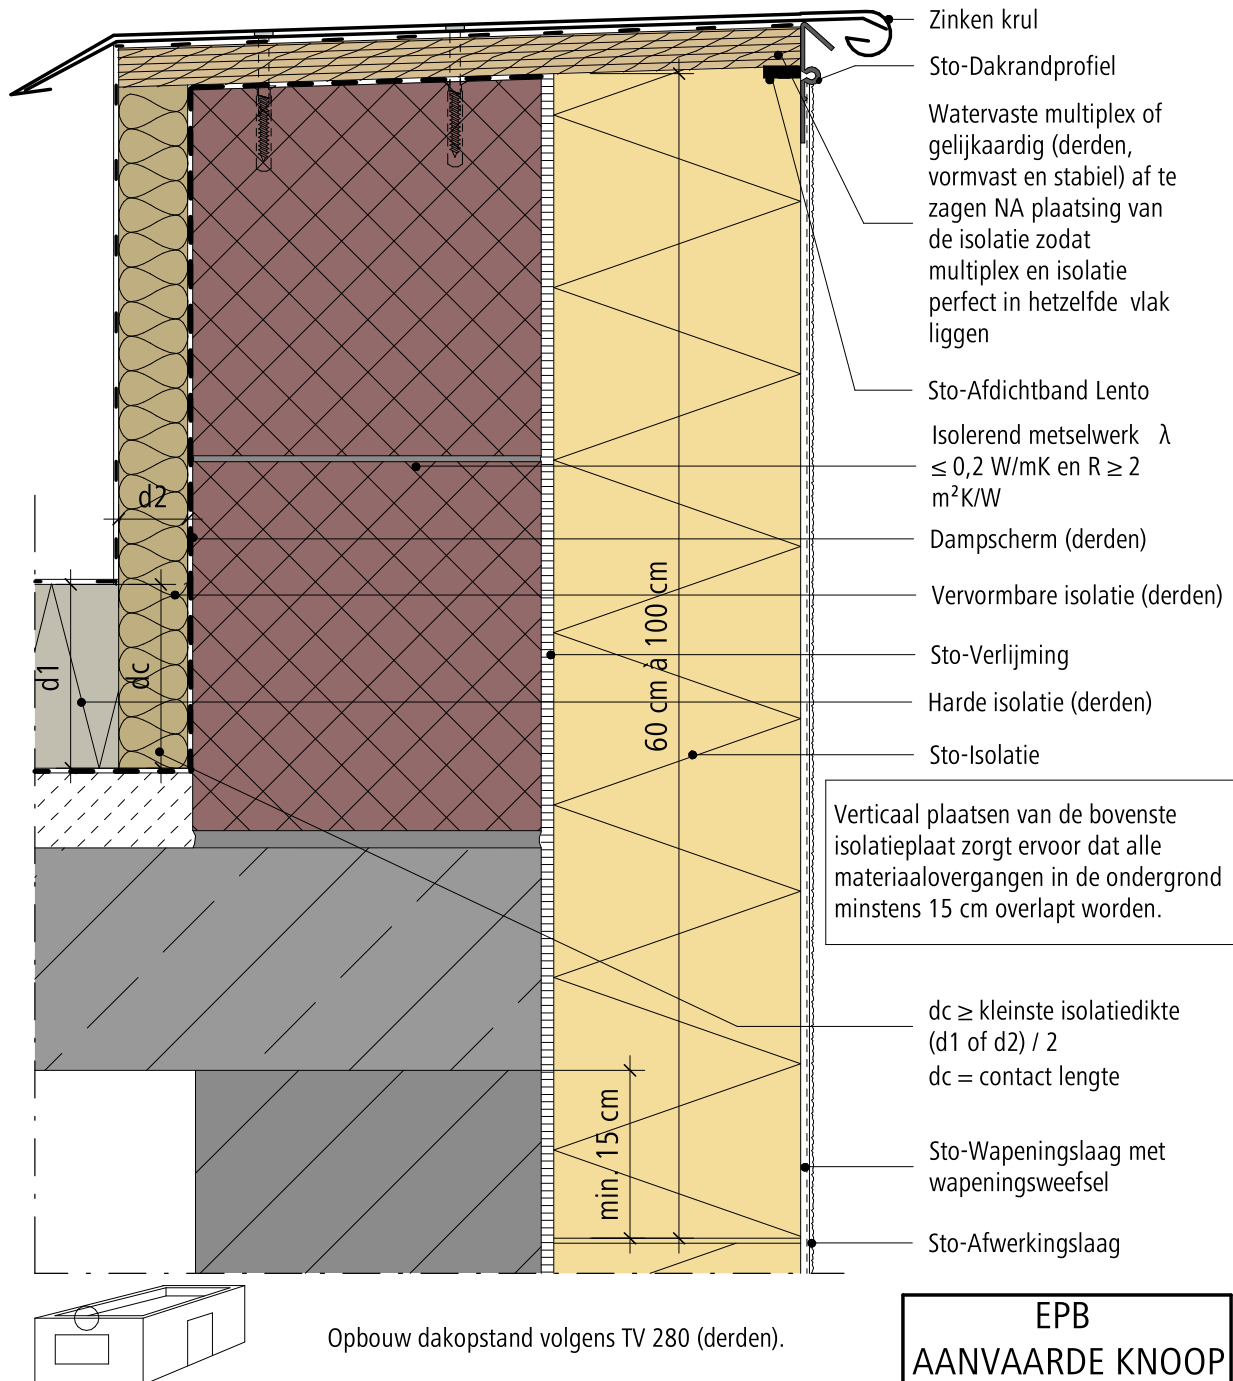 Zinken krul
Sto-Dakrandprofiel
Watervaste multiplex of
gelijkaardig (derden,
vormvast en stabiel) af te
zagen NA plaatsing van
de isolatie zodat
multiplex en isolatie
perfect in hetzelfde vlak
liggen
Sto-Afdichtband Lento
Isolerend metselwerk λ
≤ 0,2 W/mK en R ≥ 2
m²K/W
d2
Dampscherm (derden)
Vervormbare isolatie (derden)
60 cm à 100 cm
Sto-Verlijming
d1
dc
Harde isolatie (derden)
Sto-Isolatie
Verticaal plaatsen van de bovenste
isolatieplaat zorgt ervoor dat alle
materiaalovergangen in de ondergrond
minstens 15 cm overlapt worden.
dc ≥ kleinste isolatiedikte
(d1 of d2) / 2
dc = contact lengte
min. 15 cm
Sto-Wapeningslaag met
wapeningsweefsel
Sto-Afwerkingslaag
Opbouw dakopstand volgens TV 280 (derden).
EPB
AANVAARDE KNOOP